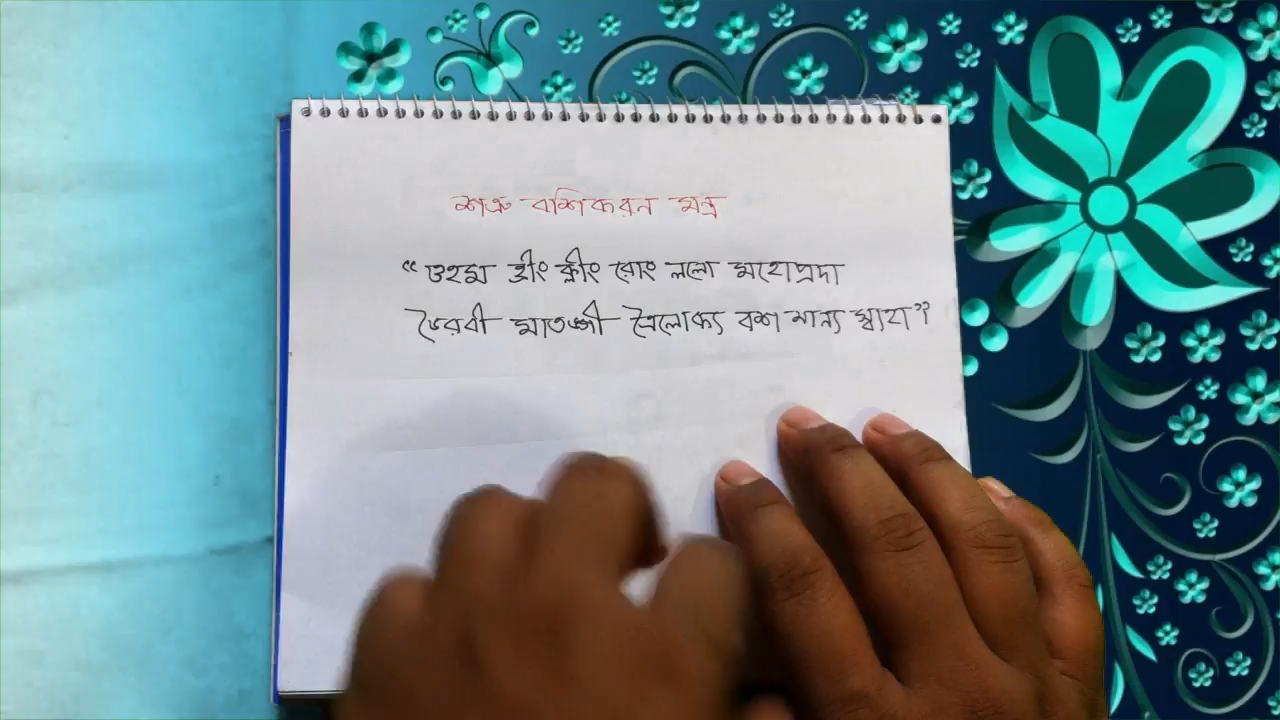 শত্রু বশিকরন মন্ত্র
“ওহম হ্রীং ক্লীং রোং ললো মহোপ্রদা
ভৈরবী মাতঙ্গী ত্রৈলোক্য বশ মান্য স্বাহা”